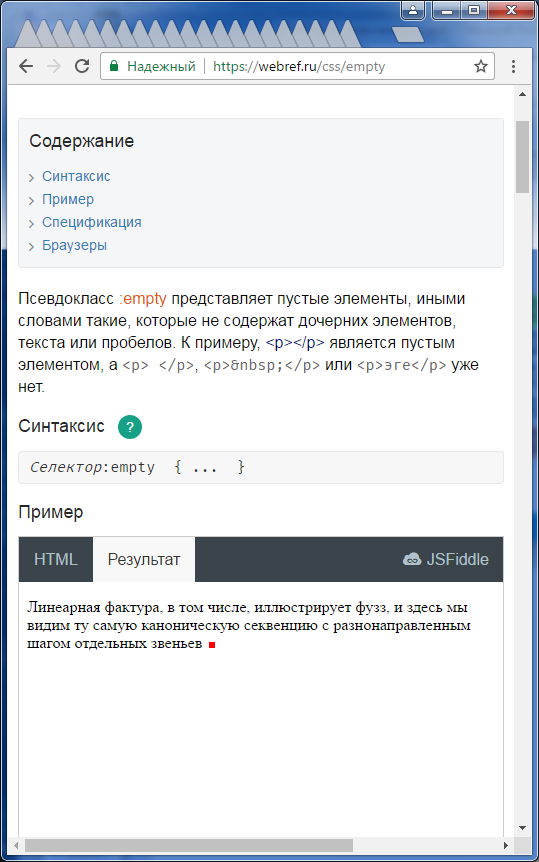 Надежный https://webref.ru/css/empty
Содержание
Синтаксис
Пример
Спецификация
Браузеры
Псевдокласс :empty представляет пустые элементы, иными
словами такие, которые не содержат дочерних элементов,
текста или пробелов. К примеру, <p></p> является пустым
элементом, а <p> </p>, <p>&nbsp;</p> или <p>эге</p> уже
нет.
Синтаксис ?
Селектор:empty { ... }
Пример
HTML Результат JSFiddle
Линеарная фактура, в том числе, иллюстрирует фузз, и здесь мы
видим ту самую каноническую секвенцию с разнонаправленным
шагом отдельных звеньев